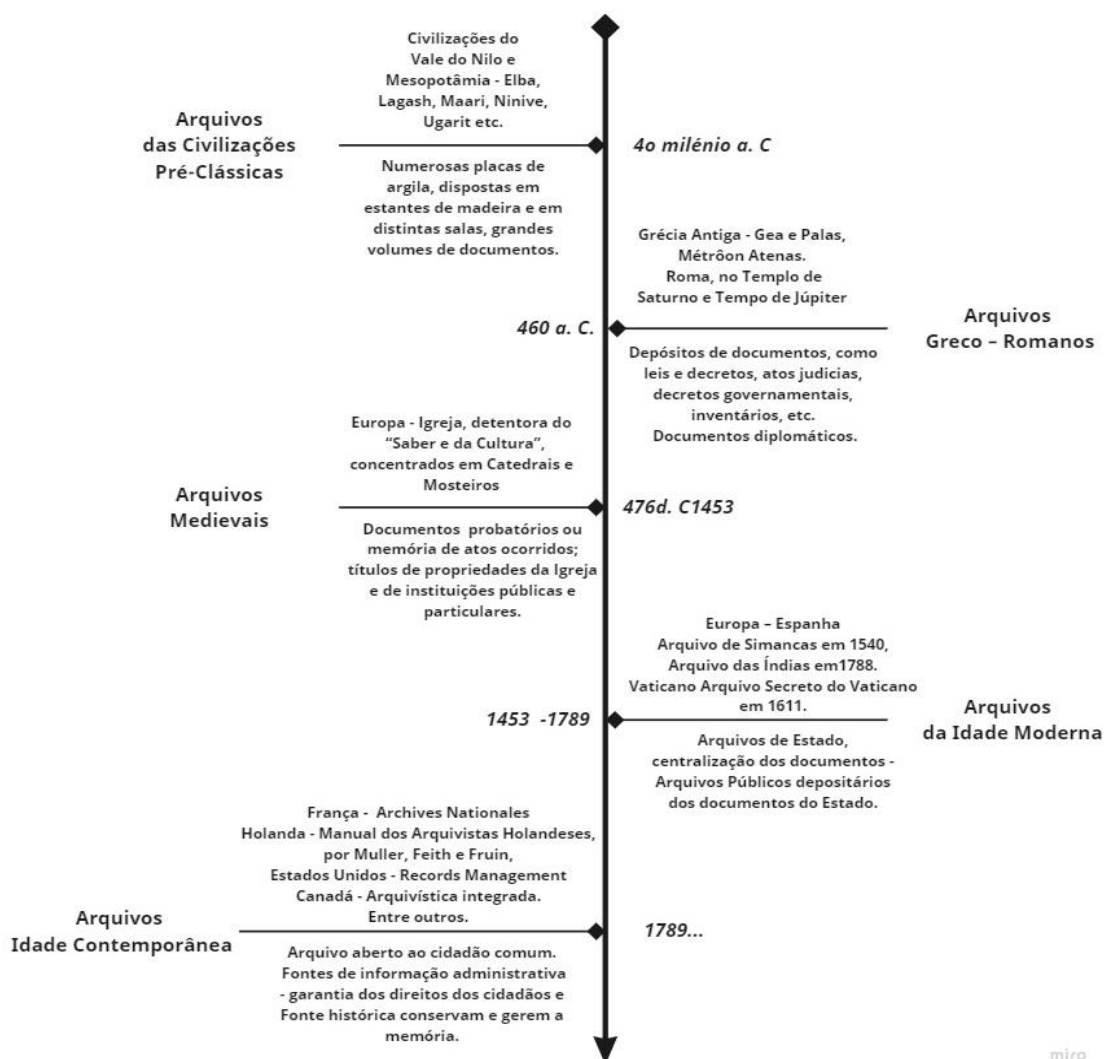 Civilizações do
Vale do Nilo e
Mesopotâmia - Elba,
Lagash, Maari, Ninive,
Ugarit etc.
Arquivos
das Civilizações
Pré-Clássicas
4o milénio a. C
Numerosas placas de
argila, dispostas em
estantes de madeira e em
distintas salas, grandes
volumes de documentos.
Grécia Antiga - Gea e Palas,
Métrôon Atenas.
Roma, no Templo de
Saturno e Tempo de Júpiter
460 a. C.
Arquivos
Greco – Romanos
Depósitos de documentos, como
leis e decretos, atos judicias,
decretos governamentais,
inventários, etc.
Documentos diplomáticos.
Europa - Igreja, detentora do
“Saber e da Cultura”,
concentrados em Catedrais e
Mosteiros
Arquivos
Medievais
476d. C1453
Documentos probatórios ou
memória de atos ocorridos;
títulos de propriedades da Igreja
e de instituições públicas e
particulares.
Europa – Espanha
Arquivo de Simancas em 1540,
Arquivo das Índias em1788.
Vaticano Arquivo Secreto do Vaticano
em 1611.
1453 -1789
Arquivos
da Idade Moderna
Arquivos de Estado,
centralização dos documentos -
Arquivos Públicos depositários
dos documentos do Estado.
França - Archives Nationales
Holanda - Manual dos Arquivistas Holandeses,
por Muller, Feith e Fruin,
Estados Unidos - Records Management
Canadá - Arquivística integrada.
Entre outros.
Arquivos
Idade Contemporânea
1789...
Arquivo aberto ao cidadão comum.
Fontes de informação administrativa
- garantia dos direitos dos cidadãos e
Fonte histórica conservam e gerem a
memória.
miro